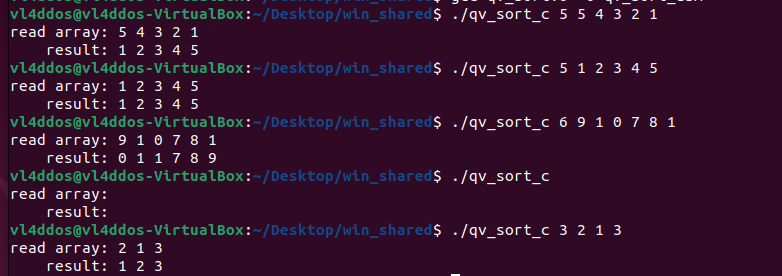 vl4ddos@vl4ddos-VirtualBox:~/Desktop/win_shared$ ./qv_sort_c 5 5 4 3 2 1
read array: 5 4 3 2 1
    result: 1 2 3 4 5
vl4ddos@vl4ddos-VirtualBox:~/Desktop/win_shared$ ./qv_sort_c 5 1 2 3 4 5
read array: 1 2 3 4 5
    result: 1 2 3 4 5
vl4ddos@vl4ddos-VirtualBox:~/Desktop/win_shared$ ./qv_sort_c 6 9 1 0 7 8 1
read array: 9 1 0 7 8 1
    result: 0 1 1 7 8 9
vl4ddos@vl4ddos-VirtualBox:~/Desktop/win_shared$ ./qv_sort_c
read array:
    result:
vl4ddos@vl4ddos-VirtualBox:~/Desktop/win_shared$ ./qv_sort_c 3 2 1 3
read array: 2 1 3
    result: 1 2 3